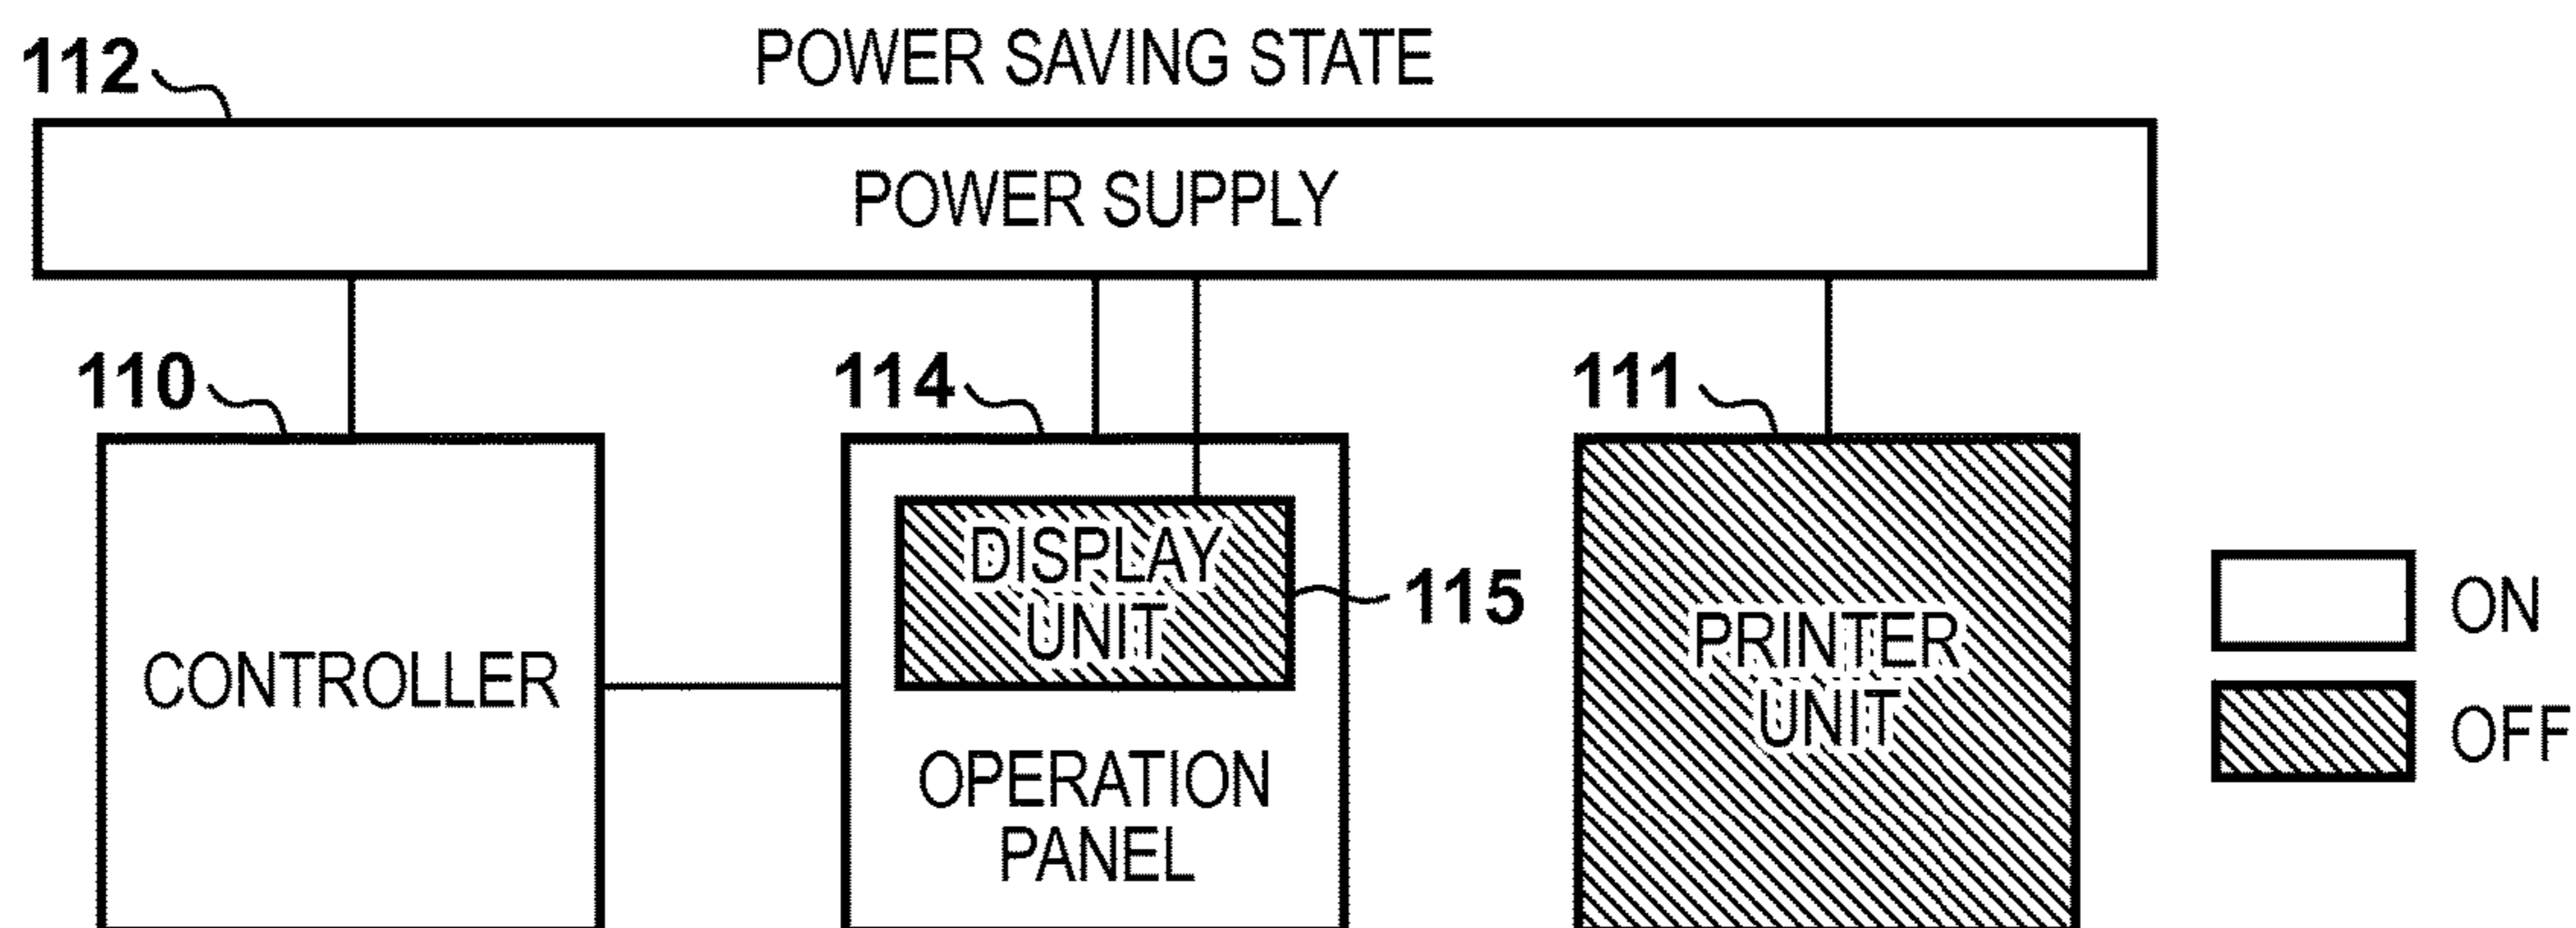 POWER SAVING STATE
112
POWER SUPPLY
110
114
111
DISPLAY
UNIT
115
CONTROLLER
OPERATION
PANEL
PRINTER
UNIT
ON
OFF